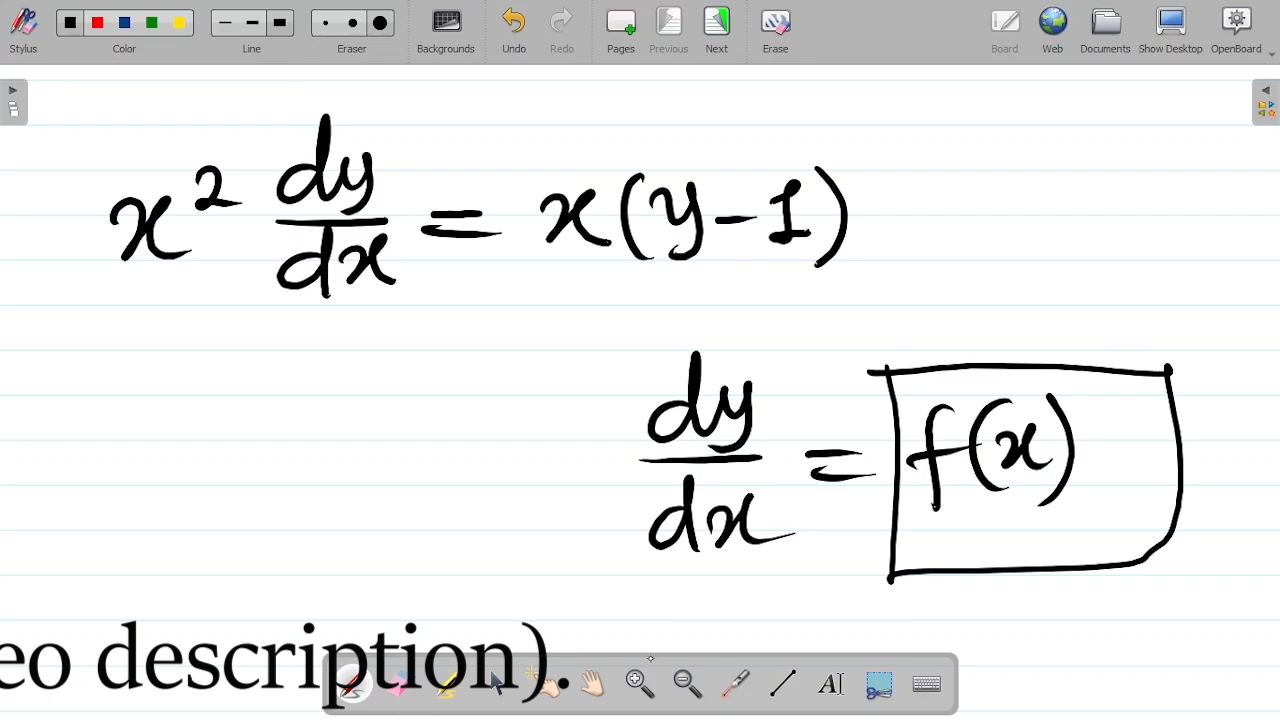 Stylus Color Line Eraser Backgrounds Undo Redo Pages Previous Next Erase Board Web Documents Show Desktop OpenBoard
x² dy/dx = x(y-1)
dy/dx = f(x)
eo description).